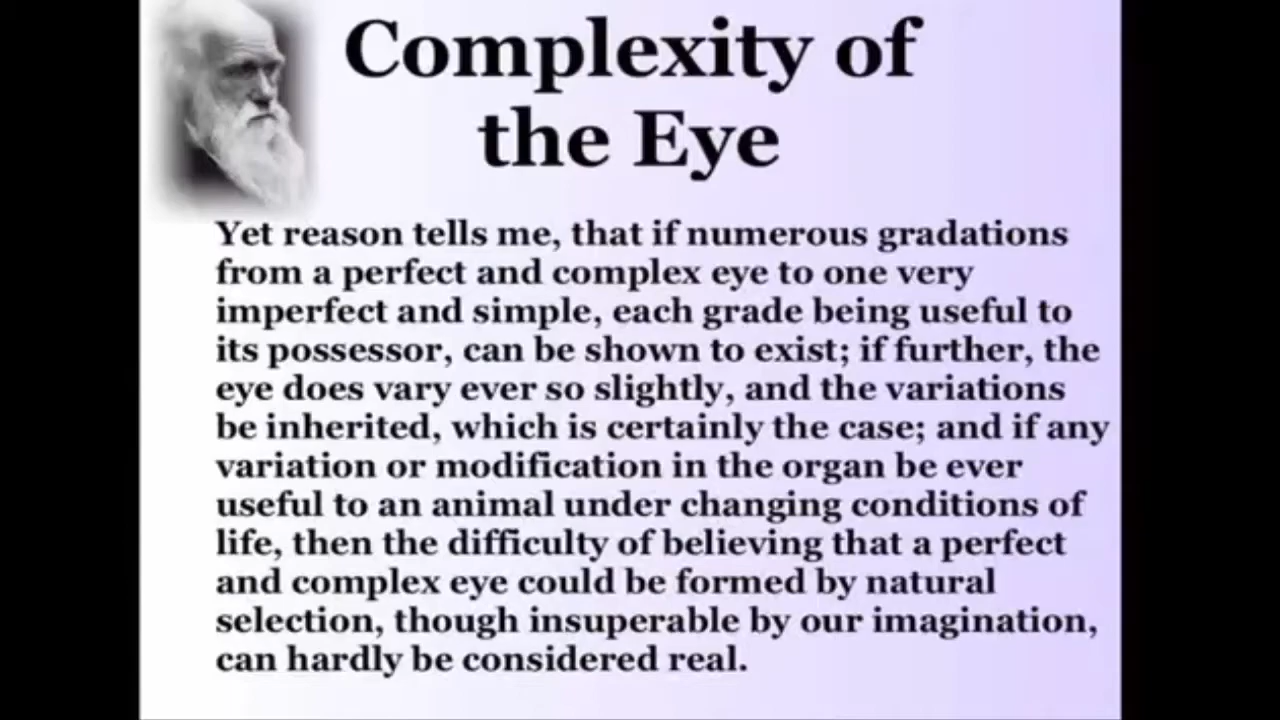 Complexity of
the Eye
Yet reason tells me, that if numerous gradations
from a perfect and complex eye to one very
imperfect and simple, each grade being useful to
its possessor, can be shown to exist; if further, the
eye does vary ever so slightly, and the variations
be inherited, which is certainly the case; and if any
variation or modification in the organ be ever
useful to an animal under changing conditions of
life, then the difficulty of believing that a perfect
and complex eye could be formed by natural
selection, though insuperable by our imagination,
can hardly be considered real.